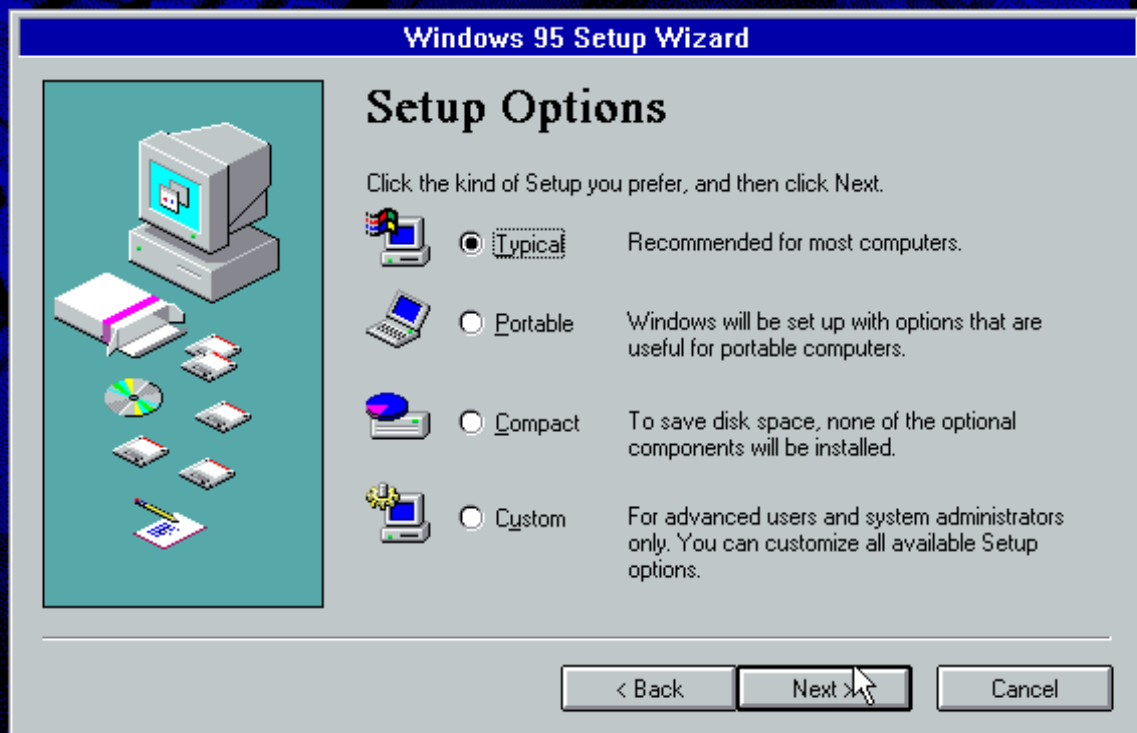 Windows 95 Setup Wizard
Setup Options
Click the kind of Setup you prefer, and then click Next.
Typical
Recommended for most computers.
Portable
Windows will be set up with options that are
useful for portable computers.
Compact
To save disk space, none of the optional
components will be installed.
Custom
For advanced users and system administrators
only. You can customize all available Setup
options.
< Back
Next >
Cancel